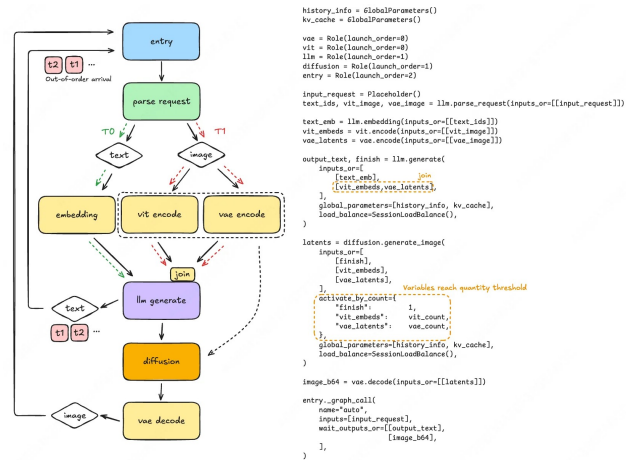 entry
t2 t1 ...
Out-of-order arrival
parse request
T0
T1
text
image
embedding
vit encode
vae encode
join
llm generate
text
t1 t2 ...
diffusion
image
vae decode
history_info = GlobalParameters()
kv_cache = GlobalParameters()
vae = Role(launch_order=0)
vit = Role(launch_order=0)
llm = Role(launch_order=1)
diffusion = Role(launch_order=1)
entry = Role(launch_order=2)
input_request = Placeholder()
text_ids, vit_image, vae_image = llm.parse_request(inputs_or=[[input_request]])
text_emb = llm.embedding(inputs_or=[[text_ids]])
vit_embeds = vit.encode(inputs_or=[[vit_image]])
vae_latents = vae.encode(inputs_or=[[vae_image]])
output_text, finish = llm.generate(
inputs_or=[
[text_emb], join
[vit_embeds,vae_latents],
],
global_parameters=[history_info, kv_cache],
load_balance=SessionLoadBalance(),
)
latents = diffusion.generate_image(
inputs_or=[
[finish],
[vit_embeds],
[vae_latents],
],
Variables reach quantity threshold
activate_by_count={
"finish": 1,
"vit_embeds": vit_count,
"vae_latents": vae_count,
},
global_parameters=[history_info, kv_cache],
load_balance=SessionLoadBalance(),
)
image_b64 = vae.decode(inputs_or=[[latents]])
entry._graph_call(
name="auto",
inputs=[input_request],
wait_outputs_or=[[output_text],
[image_b64],
],
)